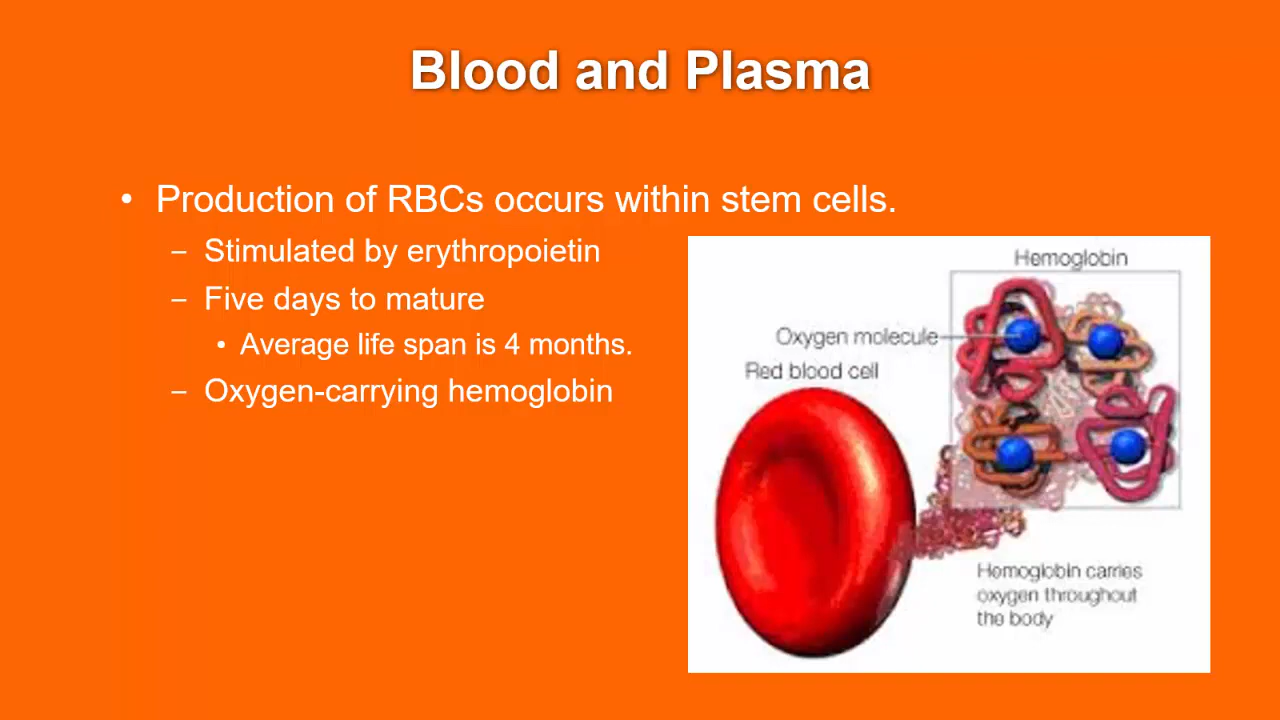 Blood and Plasma
• Production of RBCs occurs within stem cells.
– Stimulated by erythropoietin
– Five days to mature
• Average life span is 4 months.
– Oxygen-carrying hemoglobin
Hemoglobin
Oxygen molecule
Red blood cell
Hemoglobin carries
oxygen throughout
the body